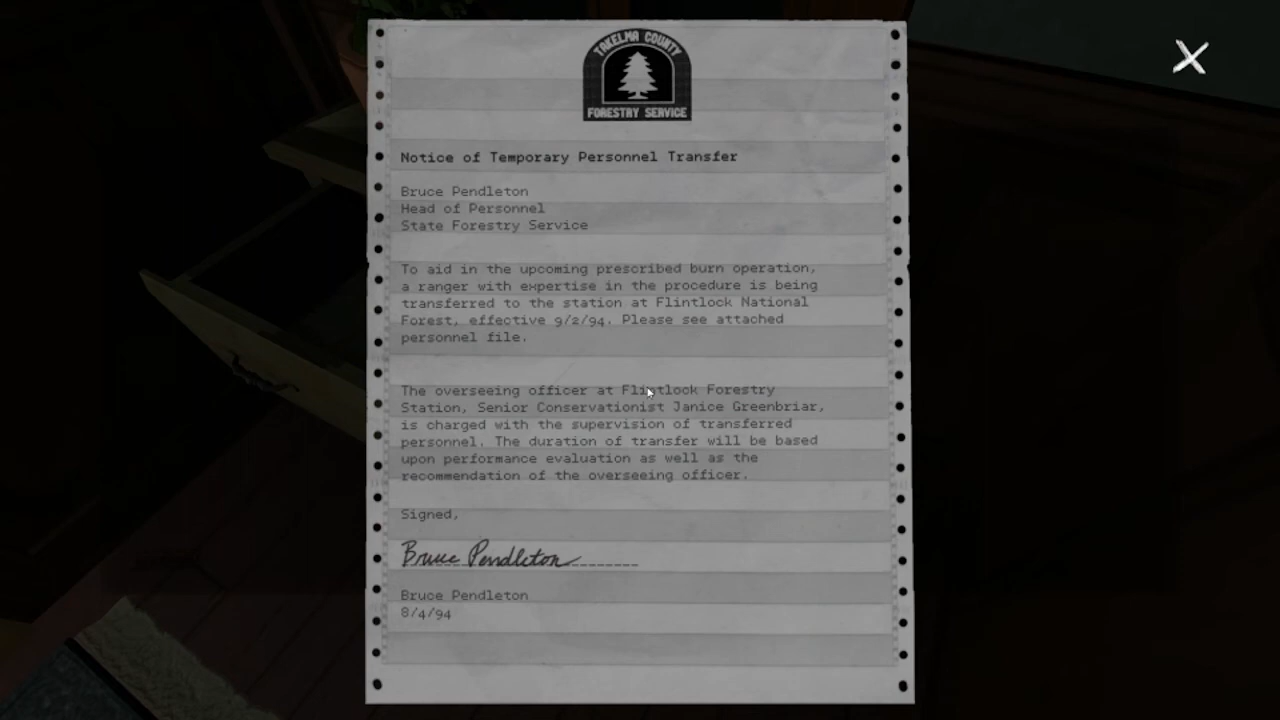 TAKELMA COUNTY
FORESTRY SERVICE
Notice of Temporary Personnel Transfer
Bruce Pendleton
Head of Personnel
State Forestry Service
To aid in the upcoming prescribed burn operation,
a ranger with expertise in the procedure is being
transferred to the station at Flintlock National
Forest, effective 9/2/94. Please see attached
personnel file.
The overseeing officer at Flintlock Forestry
Station, Senior Conservationist Janice Greenbriar,
is charged with the supervision of transferred
personnel. The duration of transfer will be based
upon performance evaluation as well as the
recommendation of the overseeing officer.
Signed,
Bruce Pendleton
Bruce Pendleton
8/4/94